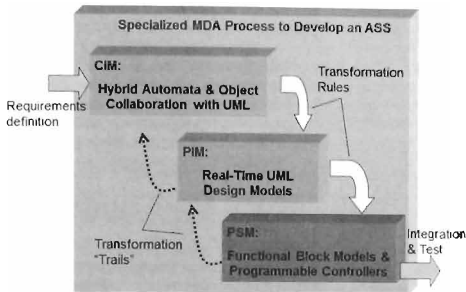 Specialized MDA Process to Develop an ASS
CIM:
Hybrid Automata & Object
Collaboration with UML
Transformation
Rules
Requirements
definition
PIM:
Real-Time UML
Design Models
Transformation
"Trails"
PSM:
Functional Block Models &
Programmable Controllers
Integration
& Test